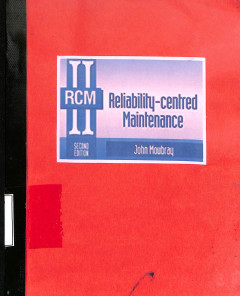 II
RCM
Reliability-centred
Maintenance
SECOND
EDITION
John Moubray